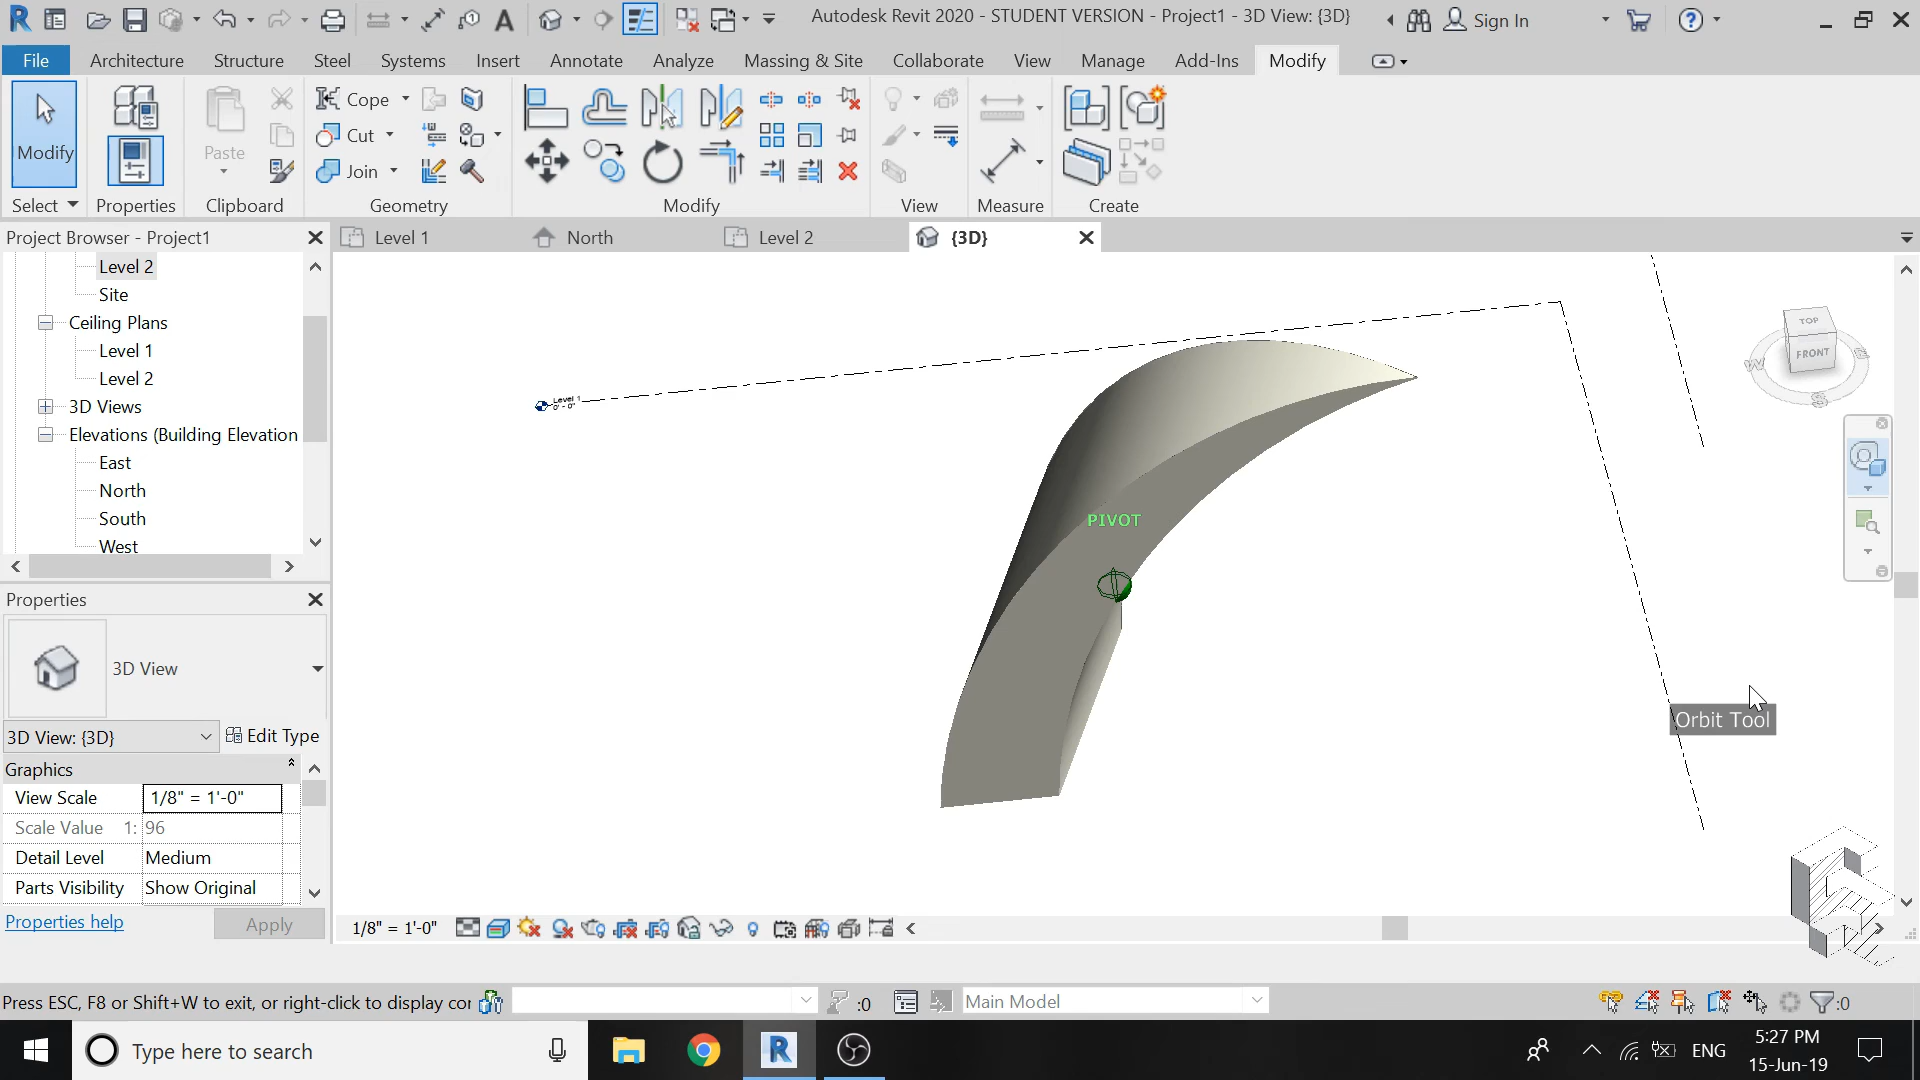 Autodesk Revit 2020 - STUDENT VERSION - Project1 - 3D View: {3D}
Sign In
File Architecture Structure Steel Systems Insert Annotate Analyze Massing & Site Collaborate View Manage Add-Ins Modify
Modify
Paste
Cope
Cut
Join
Select Properties Clipboard Geometry Modify View Measure Create
Project Browser - Project1
Level 1 North Level 2 {3D}
Level 2
Site
Ceiling Plans
Level 1
Level 2
3D Views
Elevations (Building Elevation
East
North
South
West
Level 1
0' - 0"
PIVOT
TOP
FRONT
W
S
Orbit Tool
Properties
3D View
3D View: {3D} Edit Type
Graphics
View Scale 1/8" = 1'-0"
Scale Value 1: 96
Detail Level Medium
Parts Visibility Show Original
Properties help Apply
1/8" = 1'-0"
Press ESC, F8 or Shift+W to exit, or right-click to display cor
:0
Main Model
:0
Type here to search
ENG
5:27 PM
15-Jun-19